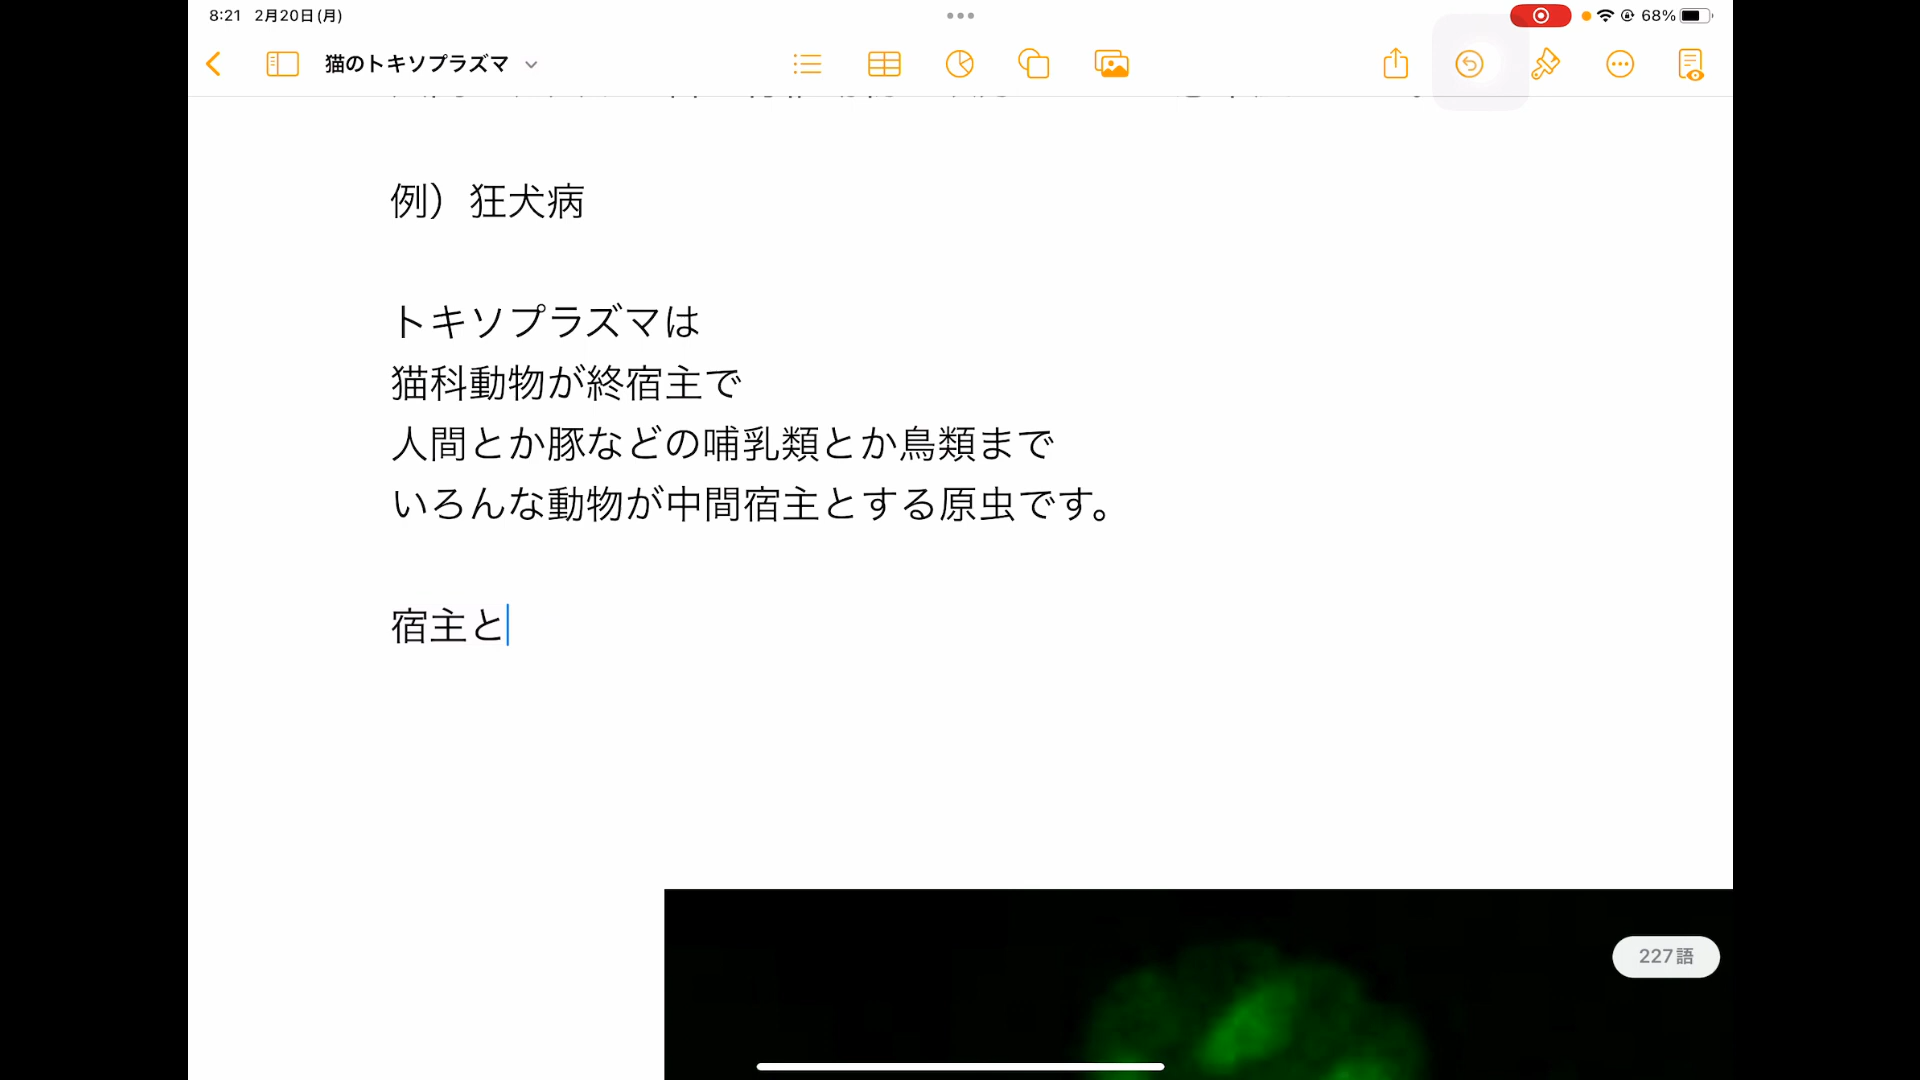 8:21 2月20日(月)
68%
猫のトキソプラズマ
例）狂犬病
トキソプラズマは
猫科動物が終宿主で
人間とか豚などの哺乳類とか鳥類まで
いろんな動物が中間宿主とする原虫です。
宿主と
227語